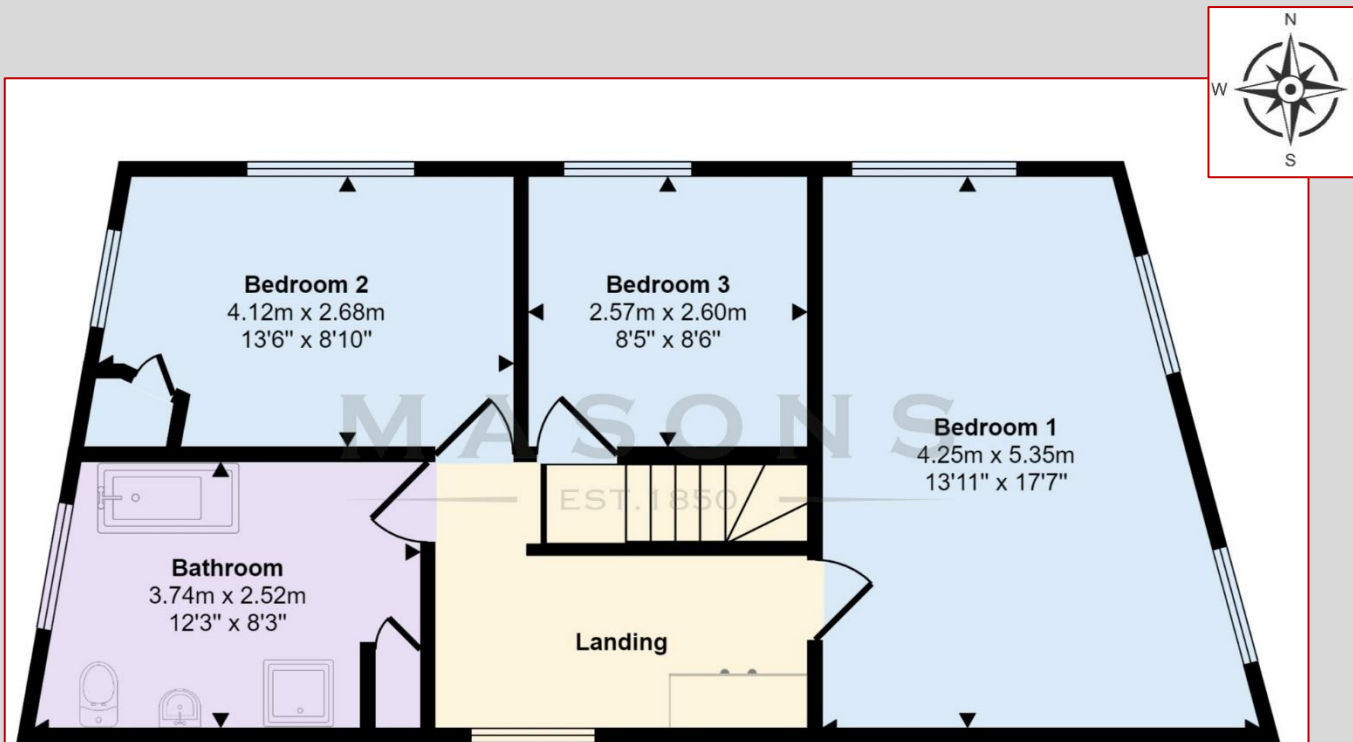 N
W
S
Bedroom 2
4.12m x 2.68m
13'6" x 8'10"
Bedroom 3
2.57m x 2.60m
8'5" x 8'6"
Bedroom 1
4.25m x 5.35m
13'11" x 17'7"
MASONS
EST.1850
Bathroom
3.74m x 2.52m
12'3" x 8'3"
Landing